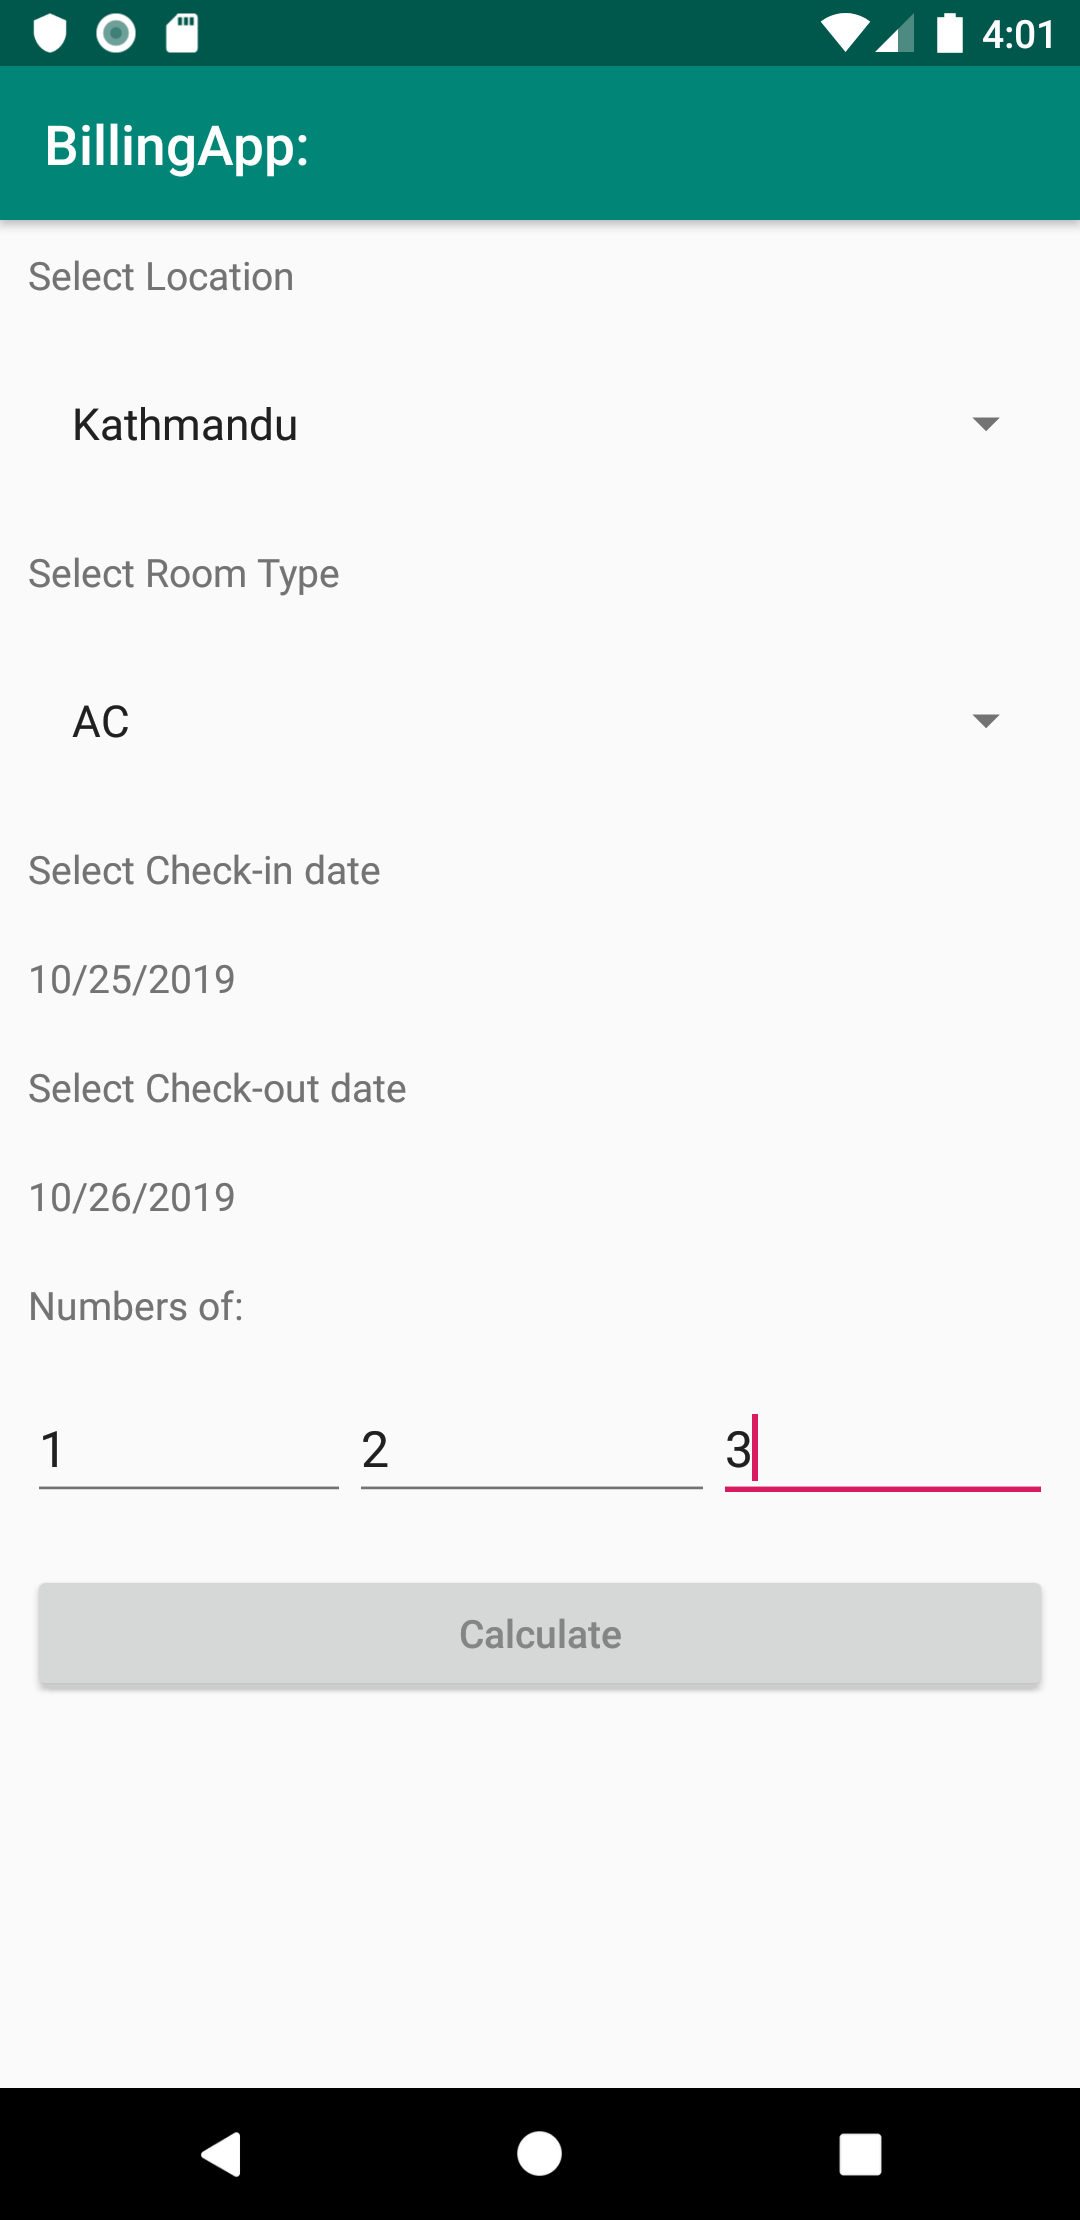 4:01
BillingApp:
Select Location
Kathmandu
Select Room Type
AC
Select Check-in date
10/25/2019
Select Check-out date
10/26/2019
Numbers of:
1 2 3
Calculate